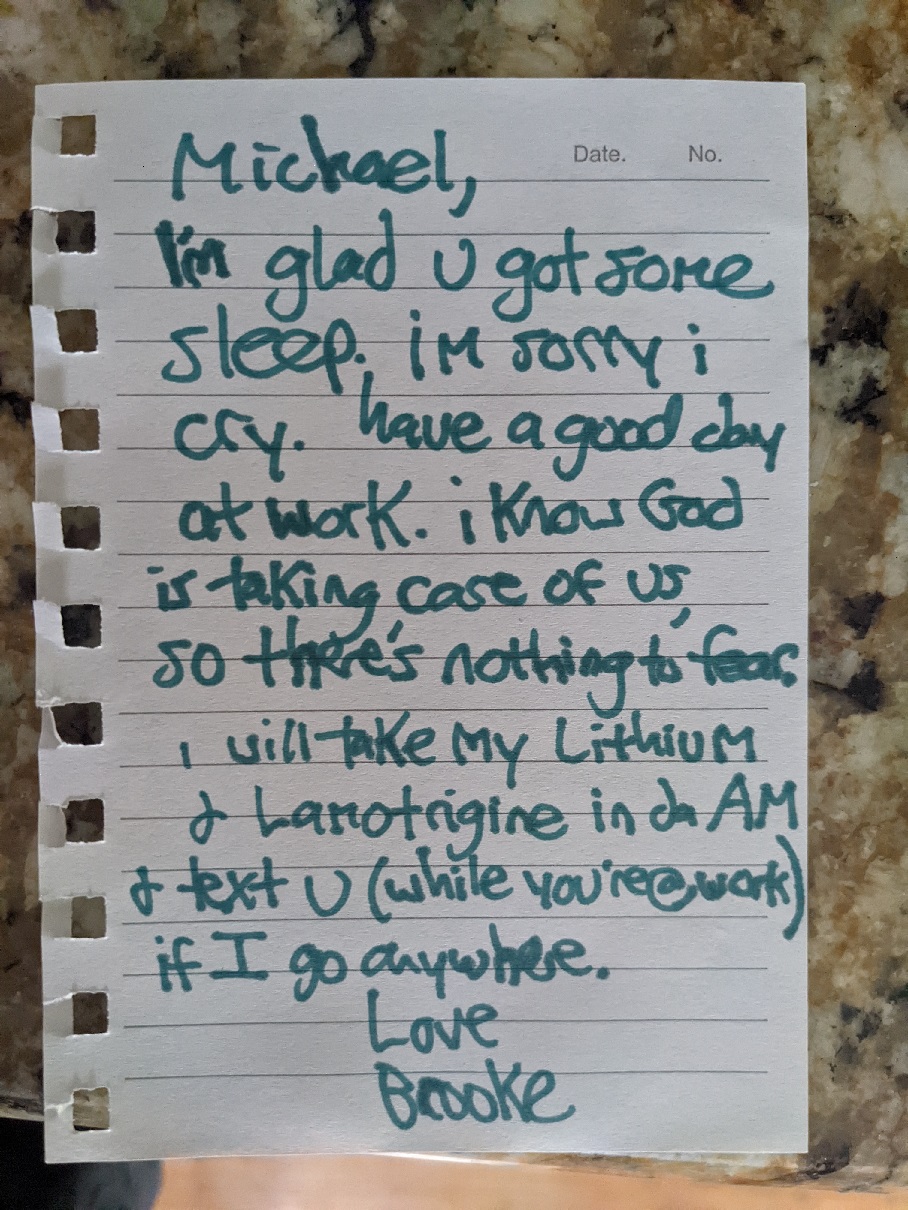 Date. No.
Michael,
I'm glad u got some
sleep. im sorry i
cry. have a good day
at work. i know God
is taking care of us,
so there's nothing to fear.
i will take my Lithium
& Lamotrigine in da AM
& text U (while you're @ work)
if I go anywhere.
Love
Brooke